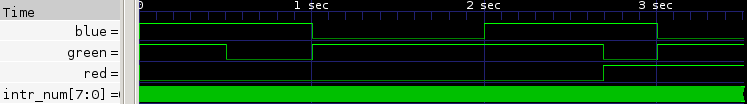 Time
0 1 sec 2 sec 3 sec
blue =
green =
red =
intr_num[7:0] =